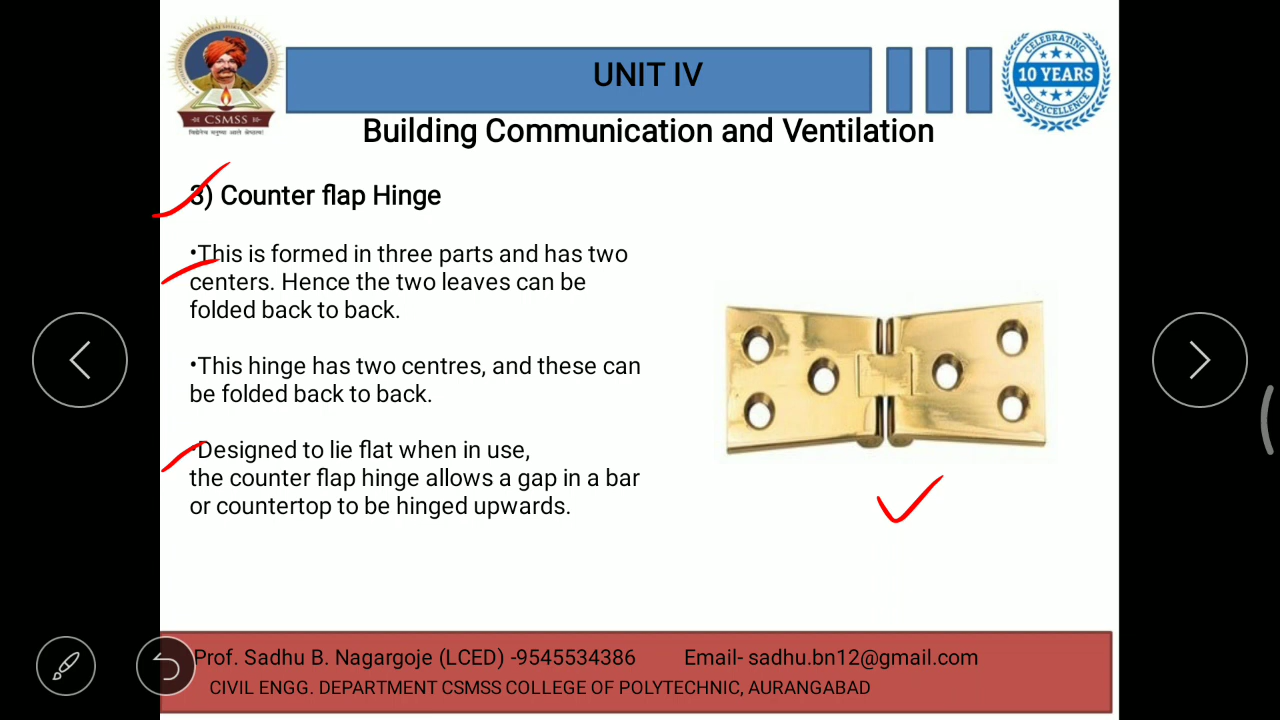 UNIT IV
CELEBRATING
10 YEARS
OF EXCELLENCE
CSMSS
Building Communication and Ventilation
3) Counter flap Hinge
•This is formed in three parts and has two
centers. Hence the two leaves can be
folded back to back.
•This hinge has two centres, and these can
be folded back to back.
•Designed to lie flat when in use,
the counter flap hinge allows a gap in a bar
or countertop to be hinged upwards.
Prof. Sadhu B. Nagargoje (LCED) -9545534386 Email- sadhu.bn12@gmail.com
CIVIL ENGG. DEPARTMENT CSMSS COLLEGE OF POLYTECHNIC, AURANGABAD